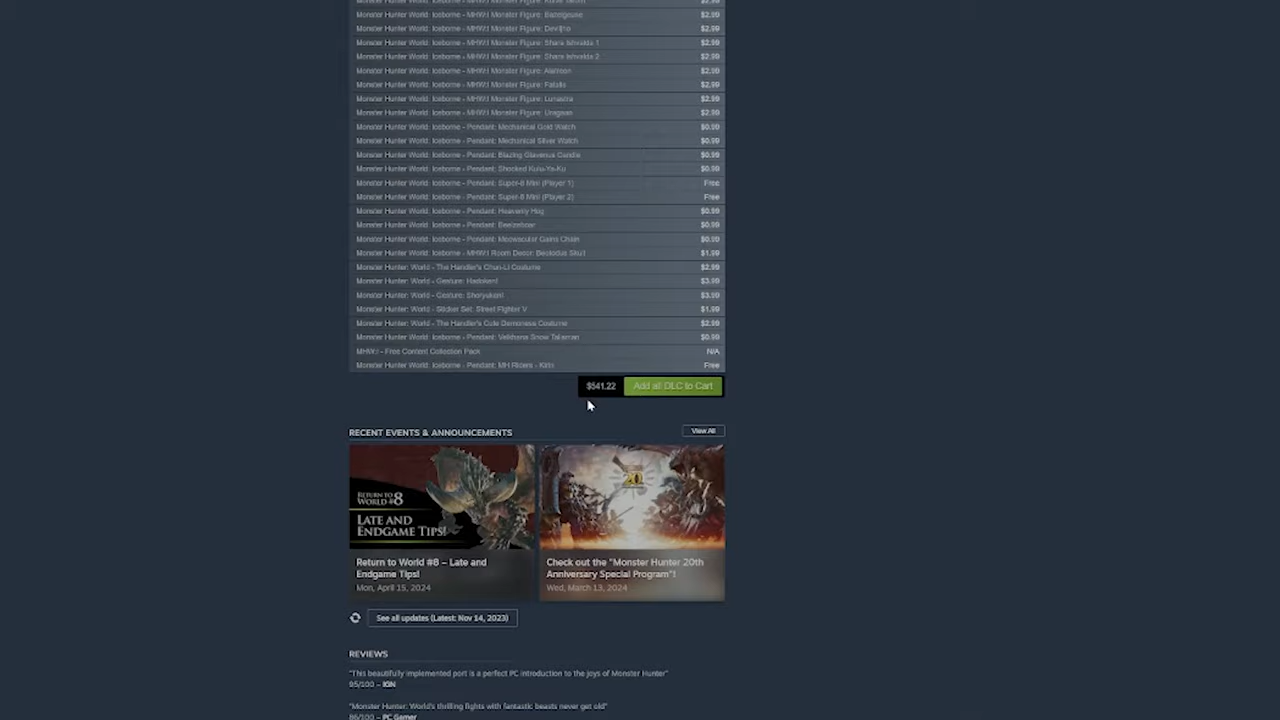 Monster Hunter World: Iceborne - MHW:I Monster Figure: Bazelgeuse $2.99
Monster Hunter World: Iceborne - MHW:I Monster Figure: Deviljho $2.99
Monster Hunter World: Iceborne - MHW:I Monster Figure: Shara Ishvalda 1 $2.99
Monster Hunter World: Iceborne - MHW:I Monster Figure: Shara Ishvalda 2 $2.99
Monster Hunter World: Iceborne - MHW:I Monster Figure: Alatreon $2.99
Monster Hunter World: Iceborne - MHW:I Monster Figure: Fatalis $2.99
Monster Hunter World: Iceborne - MHW:I Monster Figure: Lunastra $2.99
Monster Hunter World: Iceborne - MHW:I Monster Figure: Uragaan $2.99
Monster Hunter World: Iceborne - Pendant: Mechanical Gold Watch $0.99
Monster Hunter World: Iceborne - Pendant: Mechanical Silver Watch $0.99
Monster Hunter World: Iceborne - Pendant: Blazing Glavenus Candle $0.99
Monster Hunter World: Iceborne - Pendant: Shocked Kulu-Ya-Ku $0.99
Monster Hunter World: Iceborne - Pendant: Super-8 Mini (Player 1) Free
Monster Hunter World: Iceborne - Pendant: Super-8 Mini (Player 2) Free
Monster Hunter World: Iceborne - Pendant: Heavenly Hog $0.99
Monster Hunter World: Iceborne - Pendant: Beelzeboar $0.99
Monster Hunter World: Iceborne - Pendant: Meowscular Gains Chain $0.99
Monster Hunter World: Iceborne - MHW:I Room Decor: Beotodus Skull $1.99
Monster Hunter: World - The Handler's Chun-Li Costume $2.99
Monster Hunter: World - Gesture: Hadoken! $3.99
Monster Hunter: World - Gesture: Shoryuken! $3.99
Monster Hunter: World - Sticker Set: Street Fighter V $1.99
Monster Hunter: World - The Handler's Cute Demoness Costume $2.99
Monster Hunter World: Iceborne - Pendant: Velkhana Snow Talisman $0.99
MHW:I - Free Content Collection Pack N/A
Monster Hunter World: Iceborne - Pendant: MH Riders - Kirin Free
$541.22 Add all DLC to Cart
RECENT EVENTS & ANNOUNCEMENTS View All
RETURN TO
WORLD #8
LATE AND
ENDGAME TIPS!
20
Return to World #8 – Late and
Endgame Tips!
Mon, April 15, 2024
Check out the "Monster Hunter 20th
Anniversary Special Program"!
Wed, March 13, 2024
See all updates (Latest: Nov 14, 2023)
REVIEWS
"This beautifully implemented port is a perfect PC introduction to the joys of Monster Hunter"
95/100 – IGN
"Monster Hunter: World's thrilling fights with fantastic beasts never get old"
86/100 – PC Gamer